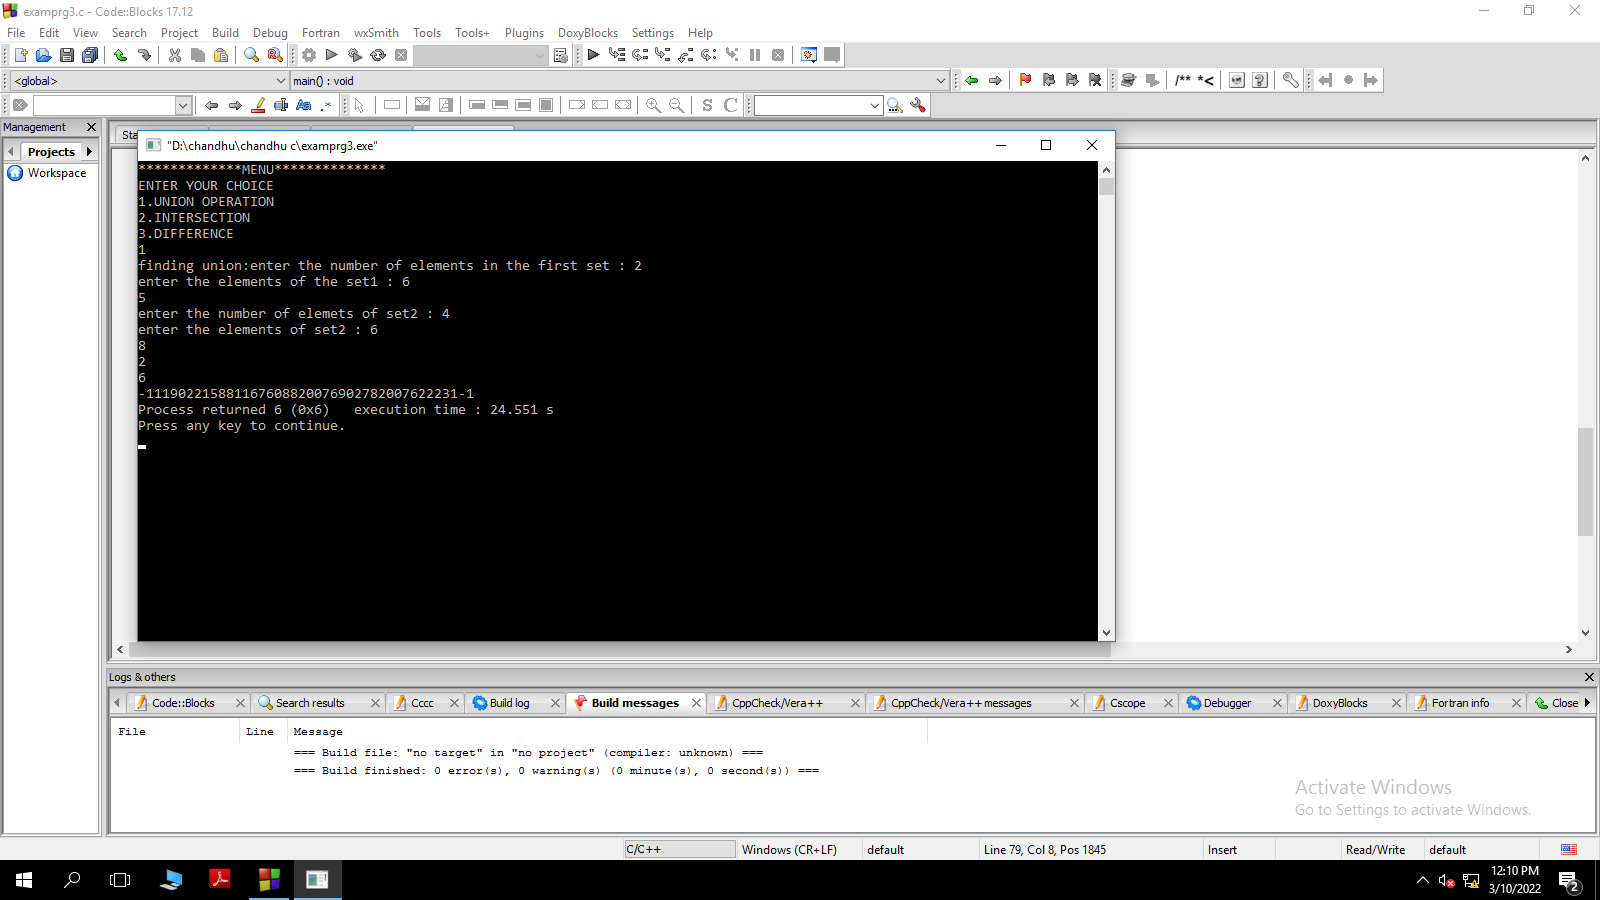 examprg3.c - Code::Blocks 17.12
File Edit View Search Project Build Debug Fortran wxSmith Tools Tools+ Plugins DoxyBlocks Settings Help
<global> main() : void
/** *<
Aa .*
S C
Management
Projects
Workspace
Sta
"D:\chandhu\chandhu c\examprg3.exe"
*************MENU**************
ENTER YOUR CHOICE
1.UNION OPERATION
2.INTERSECTION
3.DIFFERENCE
1
finding union:enter the number of elements in the first set : 2
enter the elements of the set1 : 6
5
enter the number of elemets of set2 : 4
enter the elements of set2 : 6
8
2
6
-111902215881167608820076902782007622231-1
Process returned 6 (0x6)   execution time : 24.551 s
Press any key to continue.
Logs & others
Code::Blocks Search results Cccc Build log Build messages CppCheck/Vera++ CppCheck/Vera++ messages Cscope Debugger DoxyBlocks Fortran info Close
File Line Message
=== Build file: "no target" in "no project" (compiler: unknown) ===
=== Build finished: 0 error(s), 0 warning(s) (0 minute(s), 0 second(s)) ===
Activate Windows
Go to Settings to activate Windows.
C/C++ Windows (CR+LF) default Line 79, Col 8, Pos 1845 Insert Read/Write default
12:10 PM
3/10/2022
2